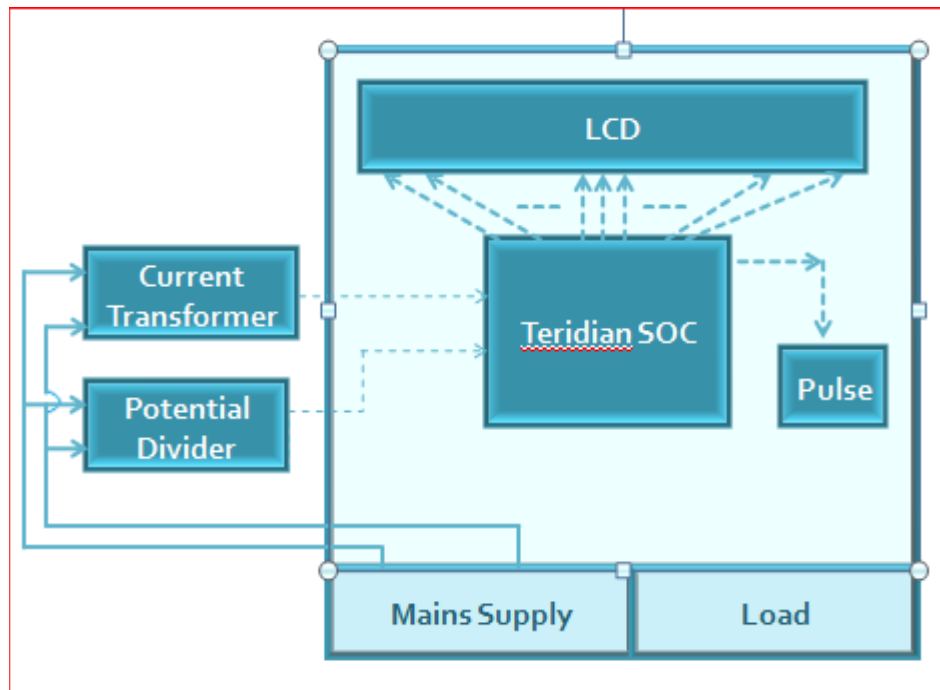 LCD
Current
Transformer
Teridian SOC
Potential
Divider
Pulse
Mains Supply
Load